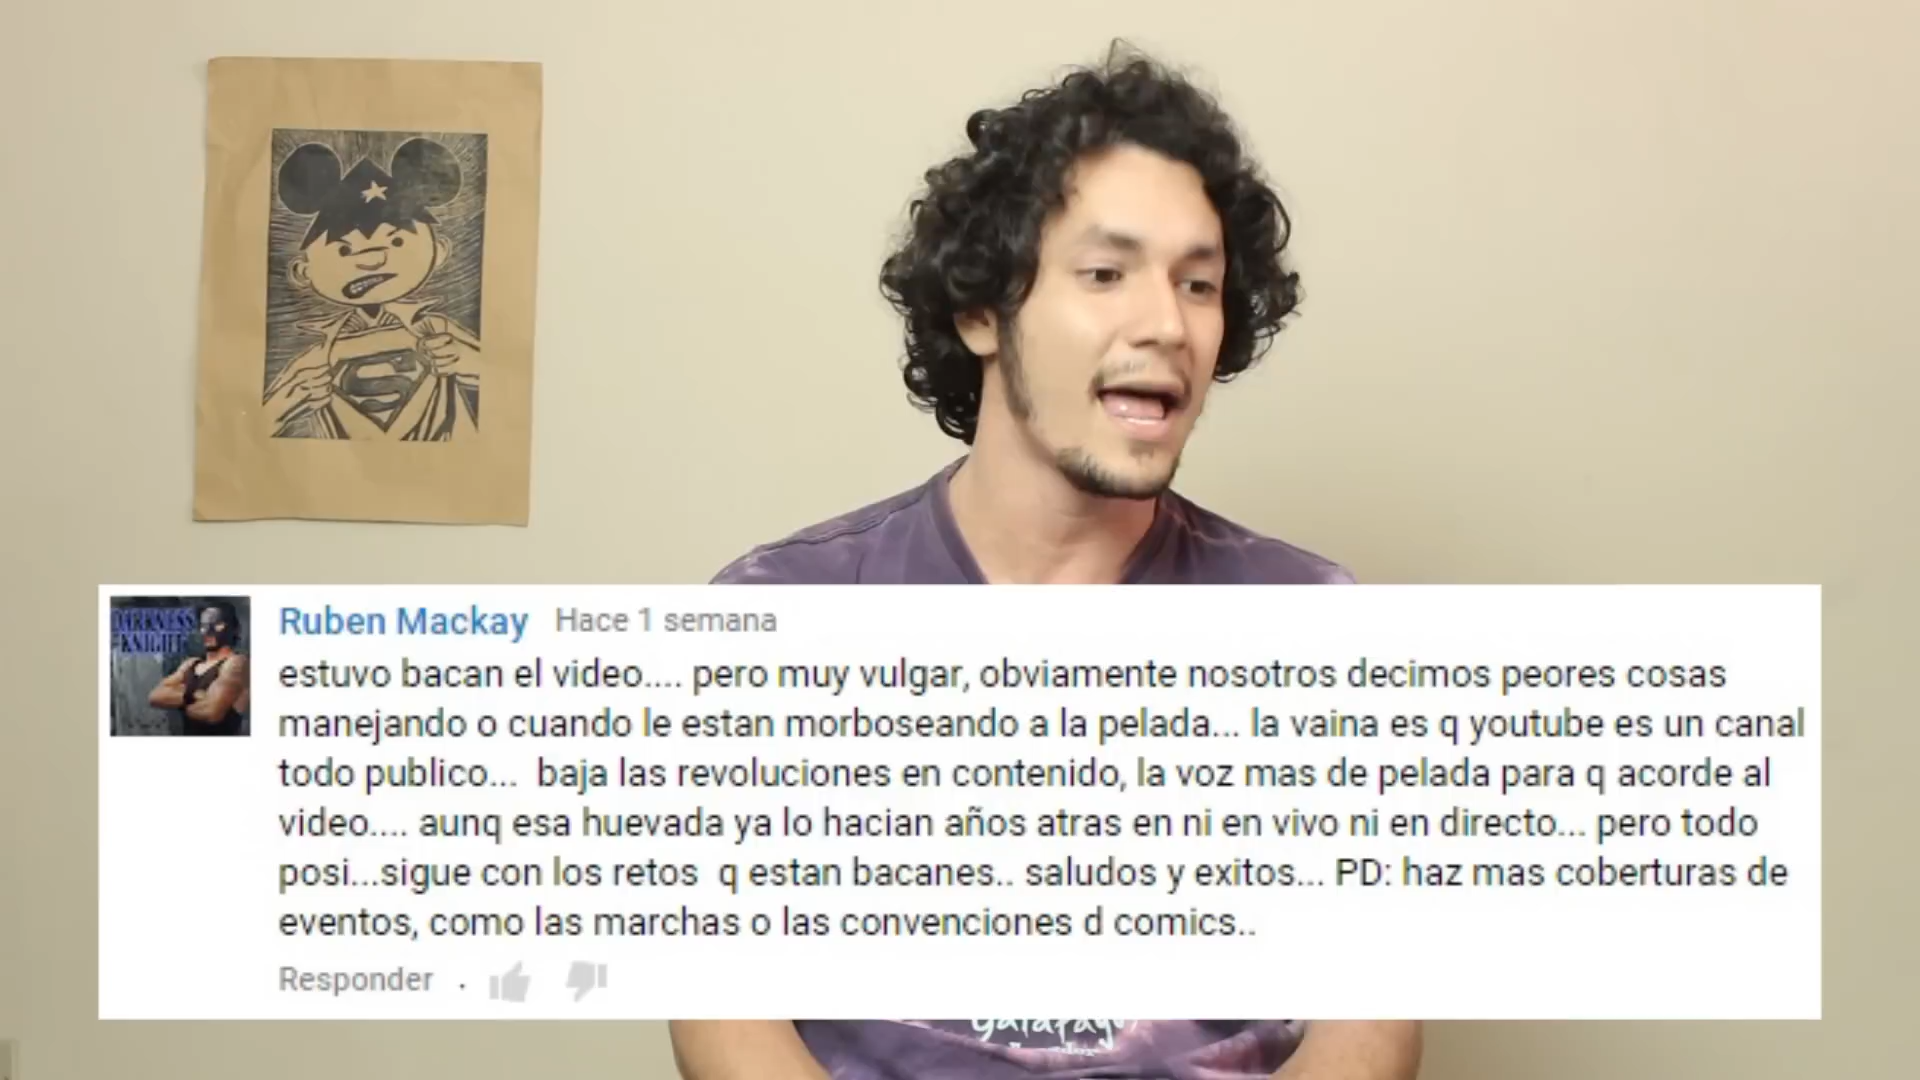 DARKNESS
KNIGHT
Ruben Mackay Hace 1 semana
estuvo bacan el video.... pero muy vulgar, obviamente nosotros decimos peores cosas
manejando o cuando le estan morboseando a la pelada... la vaina es q youtube es un canal
todo publico... baja las revoluciones en contenido, la voz mas de pelada para q acorde al
video.... aunq esa huevada ya lo hacian años atras en ni en vivo ni en directo... pero todo
posi...sigue con los retos q estan bacanes.. saludos y exitos... PD: haz mas coberturas de
eventos, como las marchas o las convenciones d comics..
Responder .
Galápagos